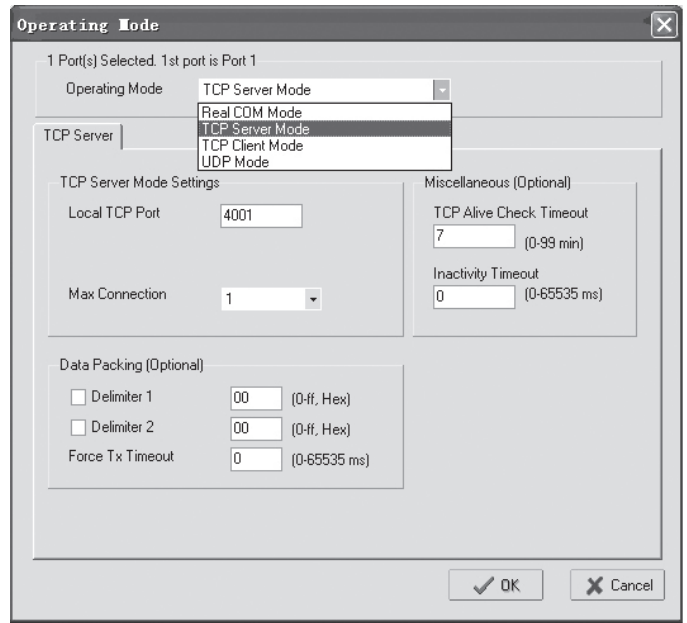 Operating Mode
1 Port(s) Selected. 1st port is Port 1
Operating Mode
TCP Server Mode
Real COM Mode
TCP Server Mode
TCP Client Mode
UDP Mode
TCP Server
TCP Server Mode Settings
Local TCP Port
4001
Max Connection
1
Miscellaneous (Optional)
TCP Alive Check Timeout
7 (0-99 min)
Inactivity Timeout
0 (0-65535 ms)
Data Packing (Optional)
Delimiter 1 00 (0-ff, Hex)
Delimiter 2 00 (0-ff, Hex)
Force Tx Timeout 0 (0-65535 ms)
OK
Cancel